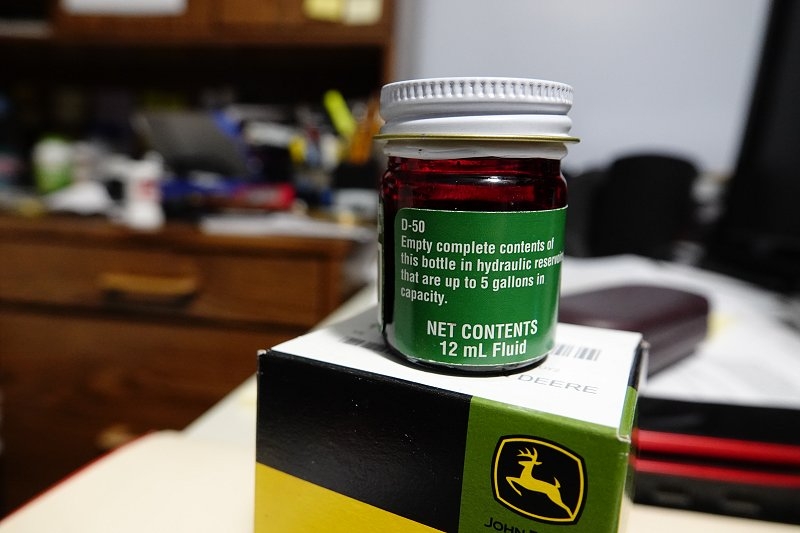 D-50
Empty complete contents of
this bottle in hydraulic
that are up to 5 gallons in
capacity.
NET CONTENTS
12 mL Fluid
DEERE
JOHN